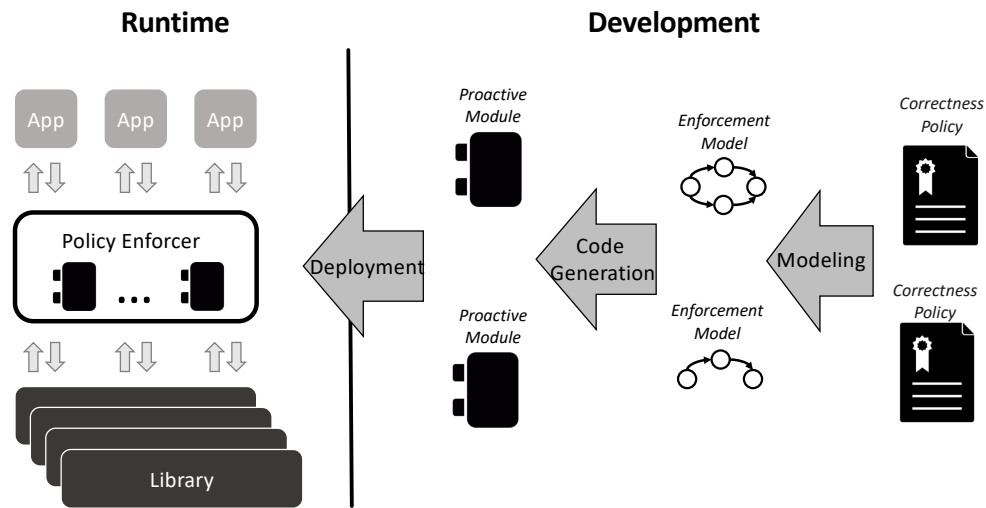 Runtime
Development
App
App
App
Policy Enforcer
...
Library
Deployment
Proactive
Module
Proactive
Module
Code
Generation
Enforcement
Model
Enforcement
Model
Modeling
Correctness
Policy
Correctness
Policy